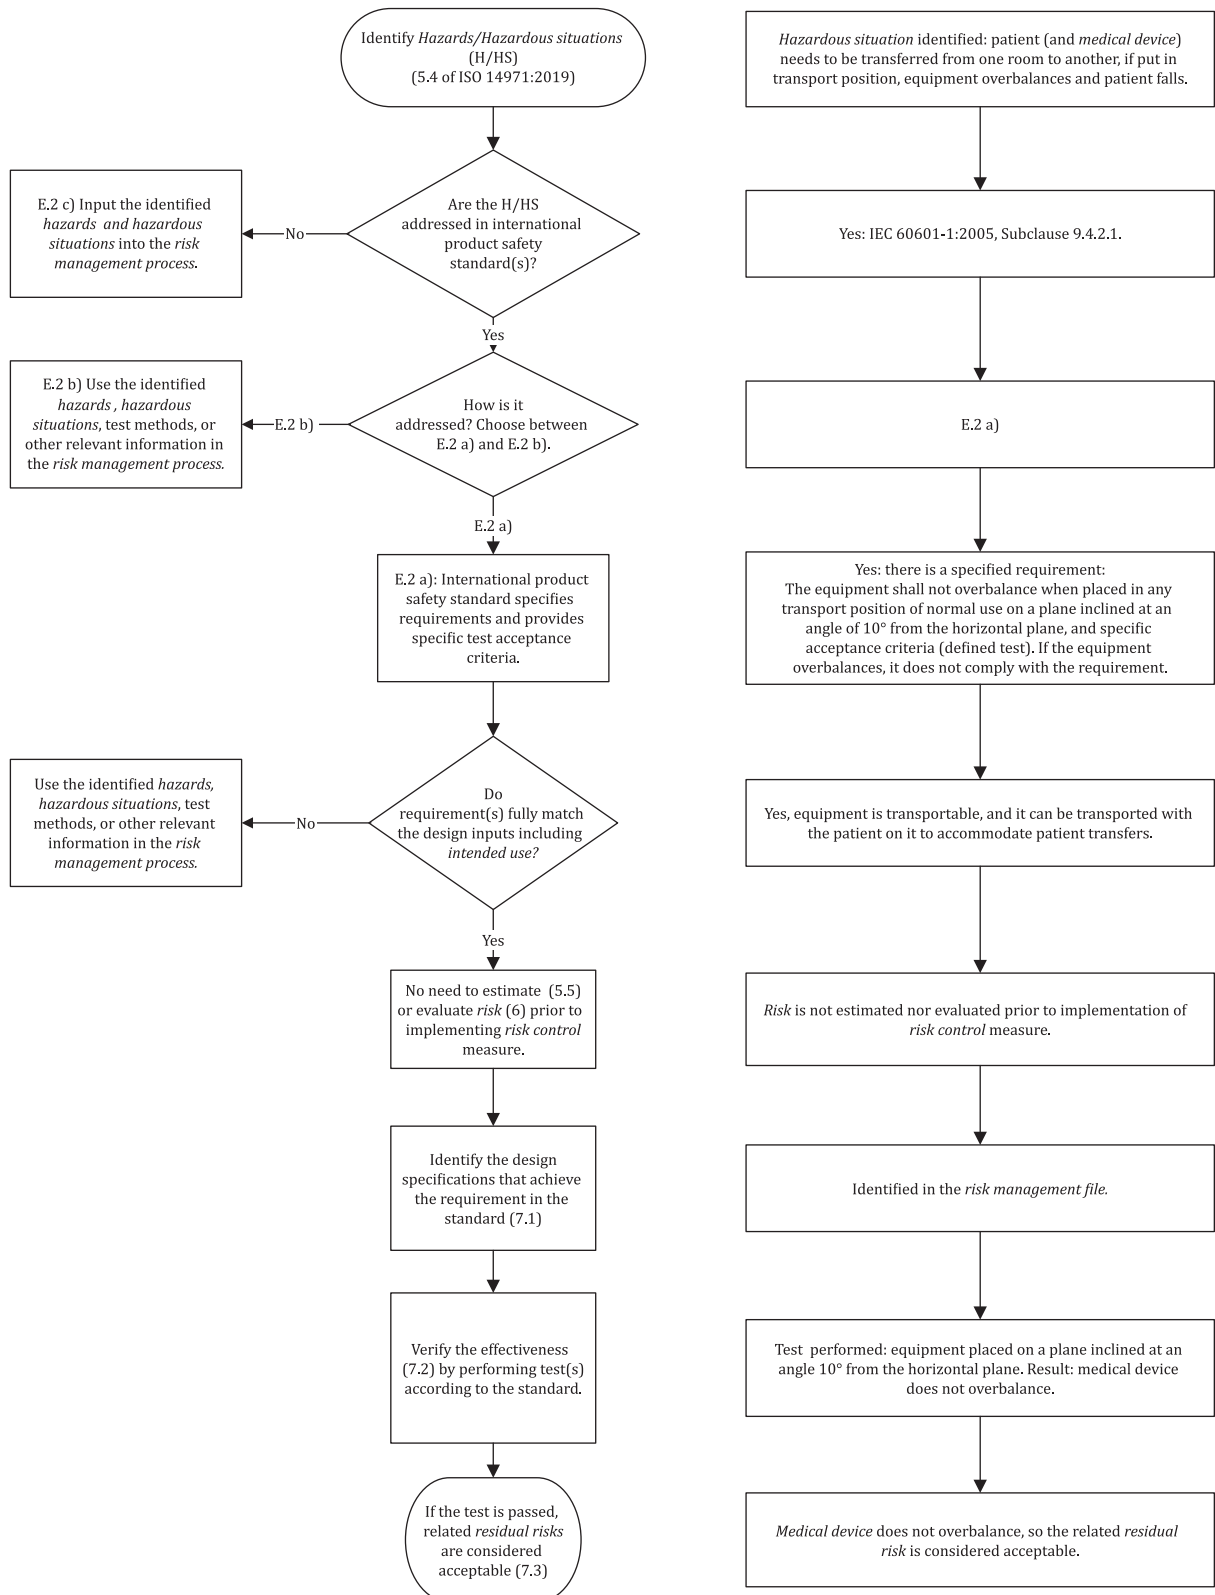 Identify Hazards/Hazardous situations
(H/HS)
(5.4 of ISO 14971:2019)
Are the H/HS
addressed in international
product safety
standard(s)?
No
E.2 c) Input the identified
hazards and hazardous
situations into the risk
management process.
Yes
How is it
addressed? Choose between
E.2 a) and E.2 b).
E.2 b)
E.2 b) Use the identified
hazards , hazardous
situations, test methods, or
other relevant information in
the risk management process.
E.2 a)
E.2 a): International product
safety standard specifies
requirements and provides
specific test acceptance
criteria.
Do
requirement(s) fully match
the design inputs including
intended use?
No
Use the identified hazards,
hazardous situations, test
methods, or other relevant
information in the risk
management process.
Yes
No need to estimate (5.5)
or evaluate risk (6) prior to
implementing risk control
measure.
Identify the design
specifications that achieve
the requirement in the
standard (7.1)
Verify the effectiveness
(7.2) by performing test(s)
according to the standard.
If the test is passed,
related residual risks
are considered
acceptable (7.3)
Hazardous situation identified: patient (and medical device)
needs to be transferred from one room to another, if put in
transport position, equipment overbalances and patient falls.
Yes: IEC 60601-1:2005, Subclause 9.4.2.1.
E.2 a)
Yes: there is a specified requirement:
The equipment shall not overbalance when placed in any
transport position of normal use on a plane inclined at an
angle of 10° from the horizontal plane, and specific
acceptance criteria (defined test). If the equipment
overbalances, it does not comply with the requirement.
Yes, equipment is transportable, and it can be transported with
the patient on it to accommodate patient transfers.
Risk is not estimated nor evaluated prior to implementation of
risk control measure.
Identified in the risk management file.
Test performed: equipment placed on a plane inclined at an
angle 10° from the horizontal plane. Result: medical device
does not overbalance.
Medical device does not overbalance, so the related residual
risk is considered acceptable.